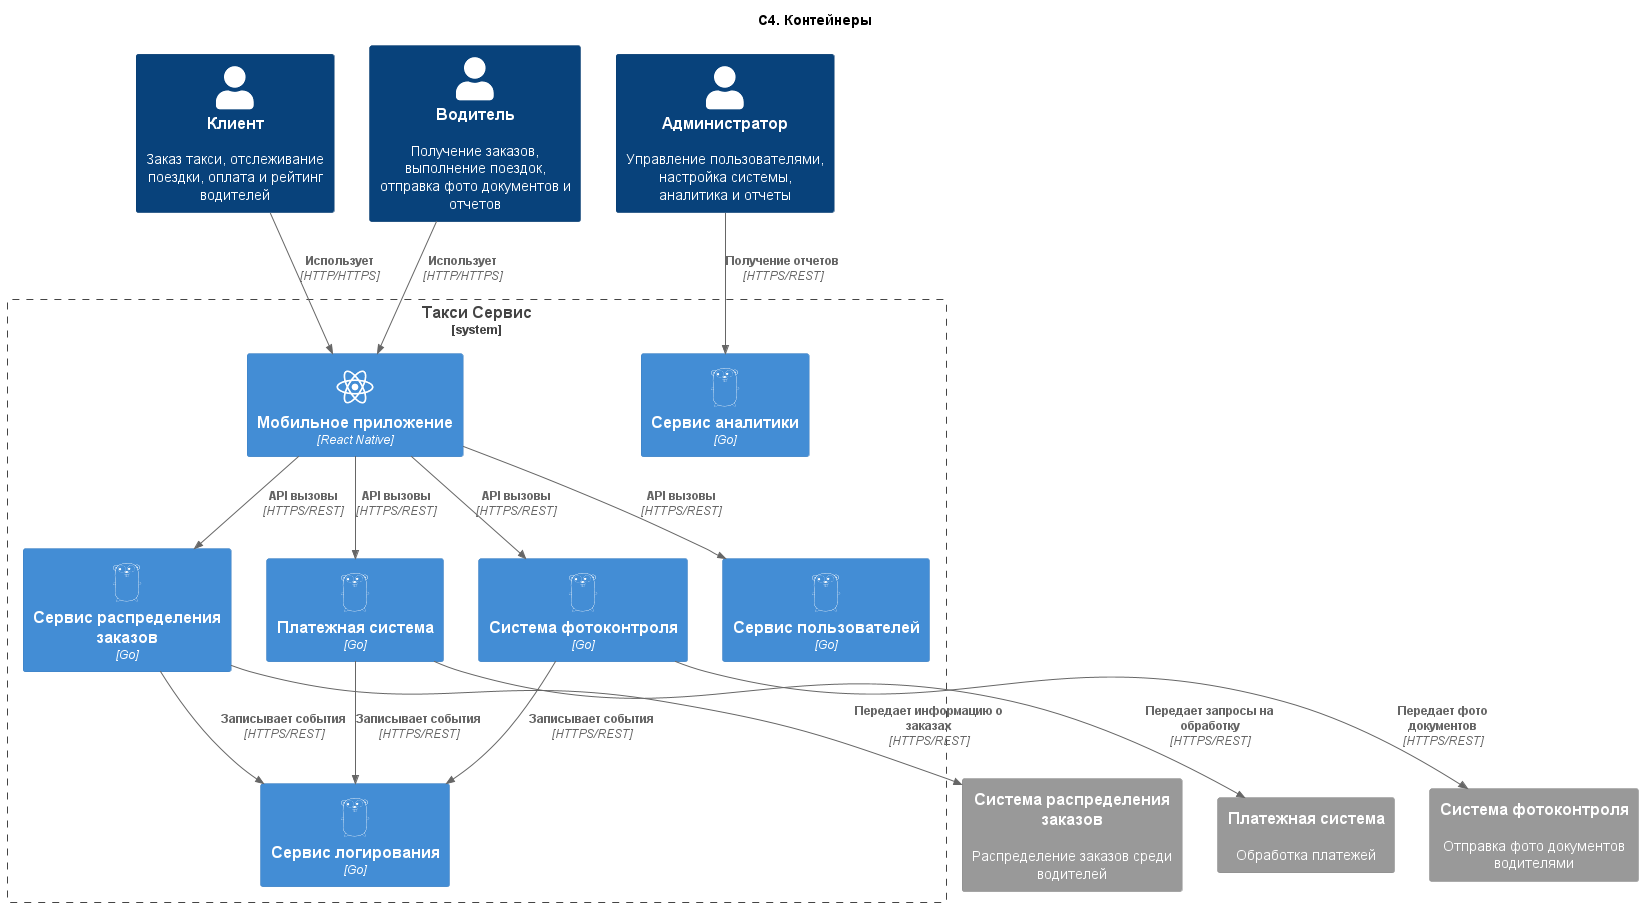 C4. Контейнеры
Клиент
Заказ такси, отслеживание
поездки, оплата и рейтинг
водителей
Водитель
Получение заказов,
выполнение поездок,
отправка фото документов и
отчетов
Администратор
Управление пользователями,
настройка системы,
аналитика и отчеты
Использует
[HTTP/HTTPS]
Использует
[HTTP/HTTPS]
Получение отчетов
[HTTPS/REST]
Такси Сервис
[system]
Мобильное приложение
[React Native]
Сервис аналитики
[Go]
API вызовы
[HTTPS/REST]
API вызовы
[HTTPS/REST]
API вызовы
[HTTPS/REST]
API вызовы
[HTTPS/REST]
Сервис распределения
заказов
[Go]
Платежная система
[Go]
Система фотоконтроля
[Go]
Сервис пользователей
[Go]
Записывает события
[HTTPS/REST]
Записывает события
[HTTPS/REST]
Записывает события
[HTTPS/REST]
Передает информацию о
заказах
[HTTPS/REST]
Передает запросы на
обработку
[HTTPS/REST]
Передает фото
документов
[HTTPS/REST]
Сервис логирования
[Go]
Система распределения
заказов
Распределение заказов среди
водителей
Платежная система
Обработка платежей
Система фотоконтроля
Отправка фото документов
водителями